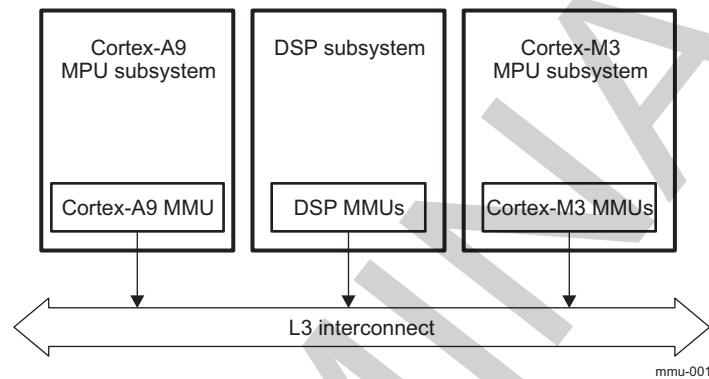 Cortex-A9
MPU subsystem
DSP subsystem
Cortex-M3
MPU subsystem
Cortex-A9 MMU
DSP MMUs
Cortex-M3 MMUs
L3 interconnect
mmu-001
MINA